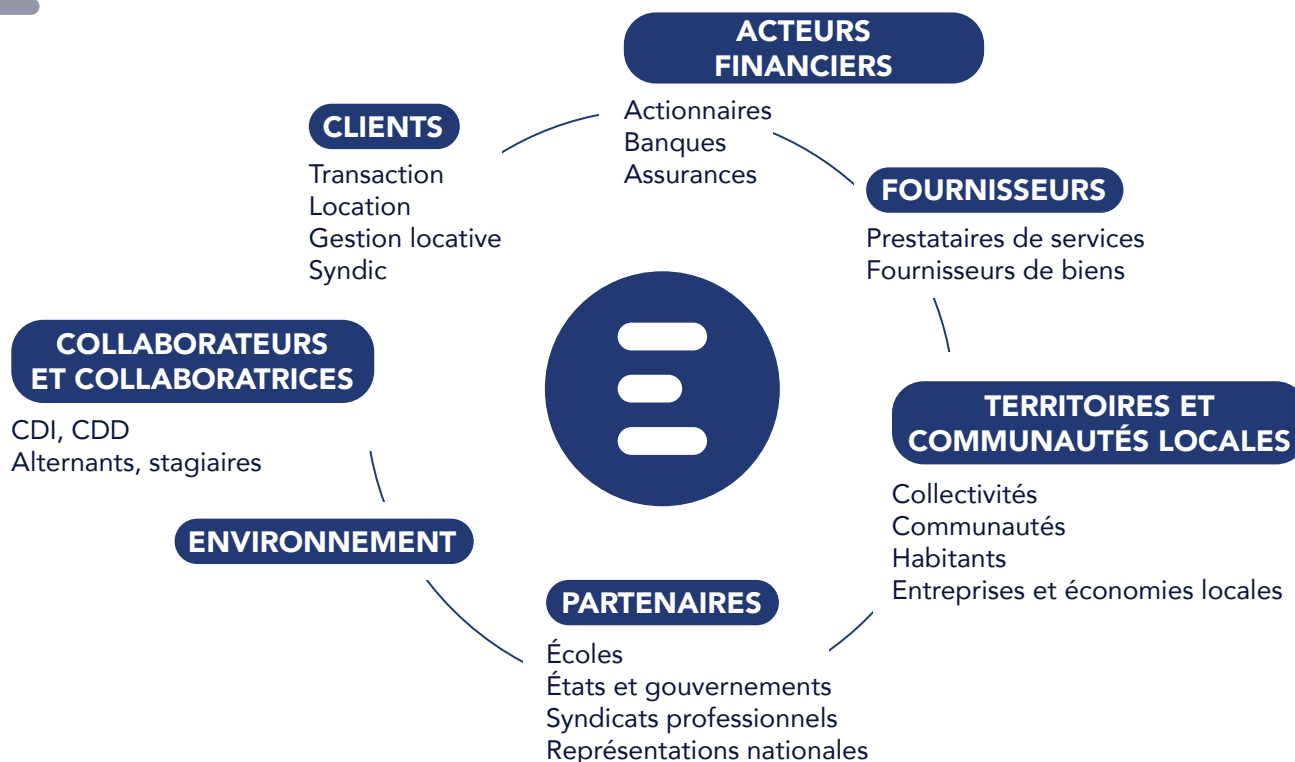 ACTEURS
FINANCIERS
Actionnaires
Banques
Assurances
CLIENTS
Transaction
Location
Gestion locative
Syndic
FOURNISSEURS
Prestataires de services
Fournisseurs de biens
COLLABORATEURS
ET COLLABORATRICES
CDI, CDD
Alternants, stagiaires
TERRITOIRES ET
COMMUNAUTÉS LOCALES
Collectivités
Communautés
Habitants
Entreprises et économies locales
ENVIRONNEMENT
PARTENAIRES
Écoles
États et gouvernements
Syndicats professionnels
Représentations nationales